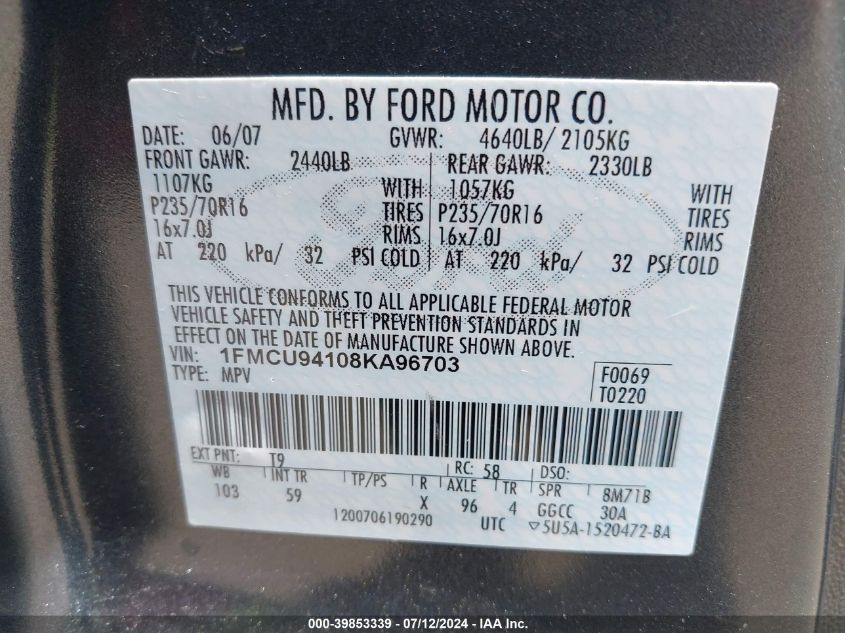 MFD. BY FORD MOTOR CO.
DATE: 06/07 GVWR: 4640LB/ 2105KG
FRONT GAWR: 2440LB REAR GAWR: 2330LB
1107KG WITH 1057KG WITH
P235/70R16 TIRES P235/70R16 TIRES
16x7.0J RIMS 16x7.0J RIMS
AT 220 kPa/ 32 PSI COLD AT 220 kPa/ 32 PSI COLD
Ford
THIS VEHICLE CONFORMS TO ALL APPLICABLE FEDERAL MOTOR
VEHICLE SAFETY AND THEFT PREVENTION STANDARDS IN
EFFECT ON THE DATE OF MANUFACTURE SHOWN ABOVE.
VIN: 1FMCU94108KA96703
TYPE: MPV
F0069
T0220
EXT PNT: T9 RC: 58 DSO:
WB INT TR TP/PS R AXLE TR SPR 8M71B
103 59 X 96 4 GGCC 30A
1200706190290 UTC ▽5U5A-1520472-BA
000-39853339 - 07/12/2024 - IAA Inc.